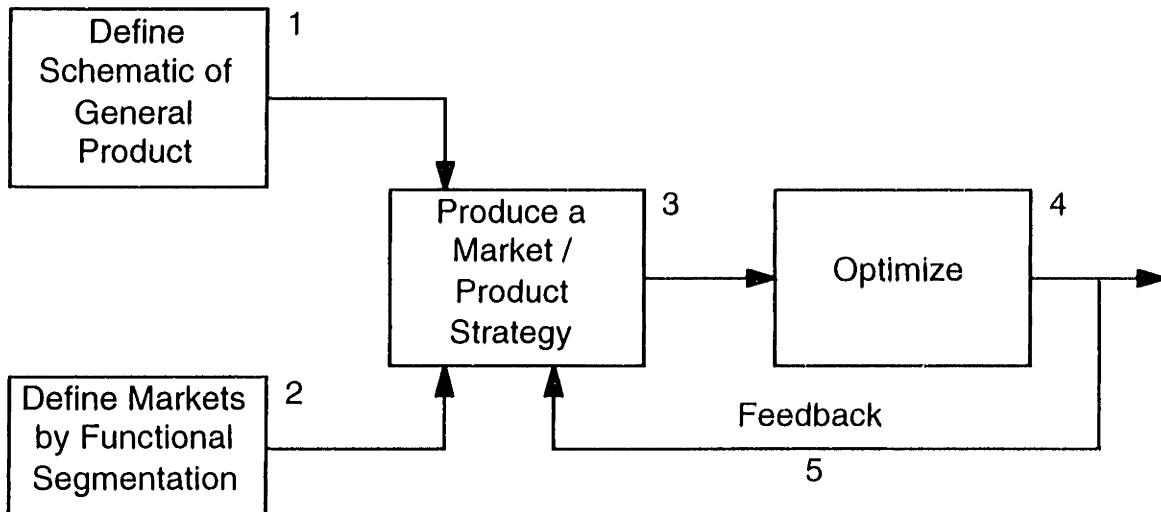 Define
Schematic of
General
Product
1
Define Markets
by Functional
Segmentation
2
Produce a
Market /
Product
Strategy
3
Optimize
4
Feedback
5